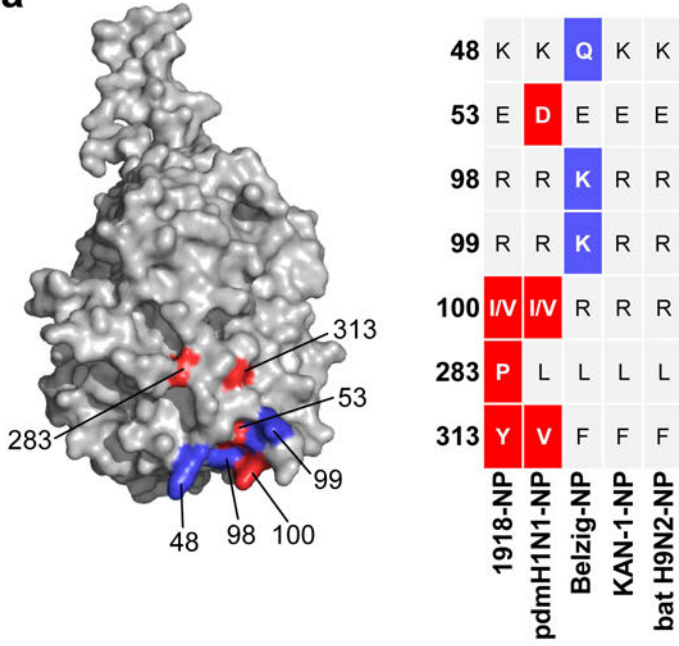 a
313
53
283
99
48 98 100
48 K K Q K K
53 E D E E E
98 R R K R R
99 R R K R R
100 I/V I/V R R R
283 P L L L L
313 Y V F F F
1918-NP
pdmH1N1-NP
Belzig-NP
KAN-1-NP
bat H9N2-NP